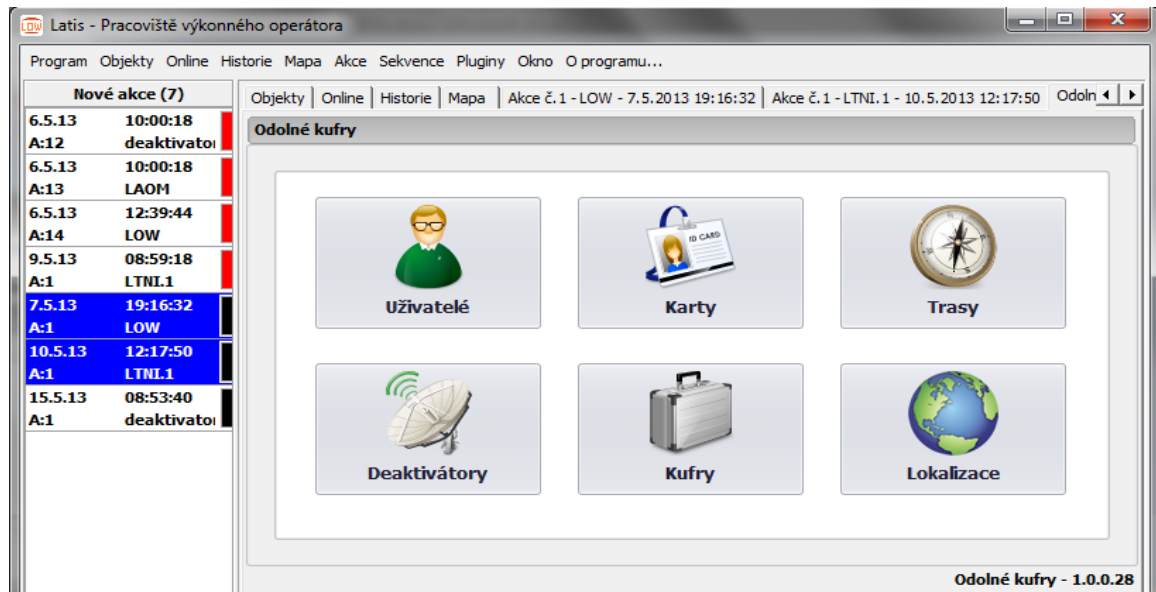 LOW Latis - Pracoviště výkonného operátora
Program Objekty Online Historie Mapa Akce Sekvence Pluginy Okno O programu...
Nové akce (7)
6.5.13 10:00:18
A:12 deaktivator
6.5.13 10:00:18
A:13 LAOM
6.5.13 12:39:44
A:14 LOW
9.5.13 08:59:18
A:1 LTNI.1
7.5.13 19:16:32
A:1 LOW
10.5.13 12:17:50
A:1 LTNI.1
15.5.13 08:53:40
A:1 deaktivator
Objekty Online Historie Mapa Akce č.1 - LOW - 7.5.2013 19:16:32 Akce č.1 - LTNI.1 - 10.5.2013 12:17:50 Odoln
Odolné kufry
ID CARD
Uživatelé Karty Trasy
Deaktivátory Kufry Lokalizace
Odolné kufry - 1.0.0.28